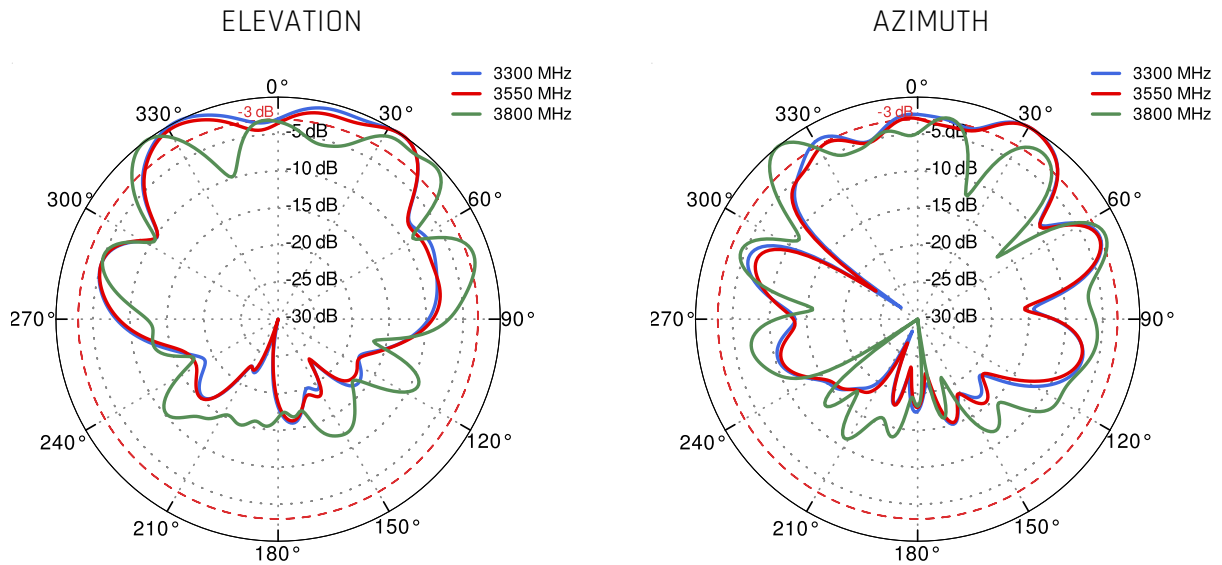 ELEVATION
3300 MHz
3550 MHz
3800 MHz
0°
30°
60°
90°
120°
150°
180°
210°
240°
270°
300°
330°
-3 dB
-5 dB
-10 dB
-15 dB
-20 dB
-25 dB
-30 dB
AZIMUTH
3300 MHz
3550 MHz
3800 MHz
0°
30°
60°
90°
120°
150°
180°
210°
240°
270°
300°
330°
-3 dB
-5 dB
-10 dB
-15 dB
-20 dB
-25 dB
-30 dB